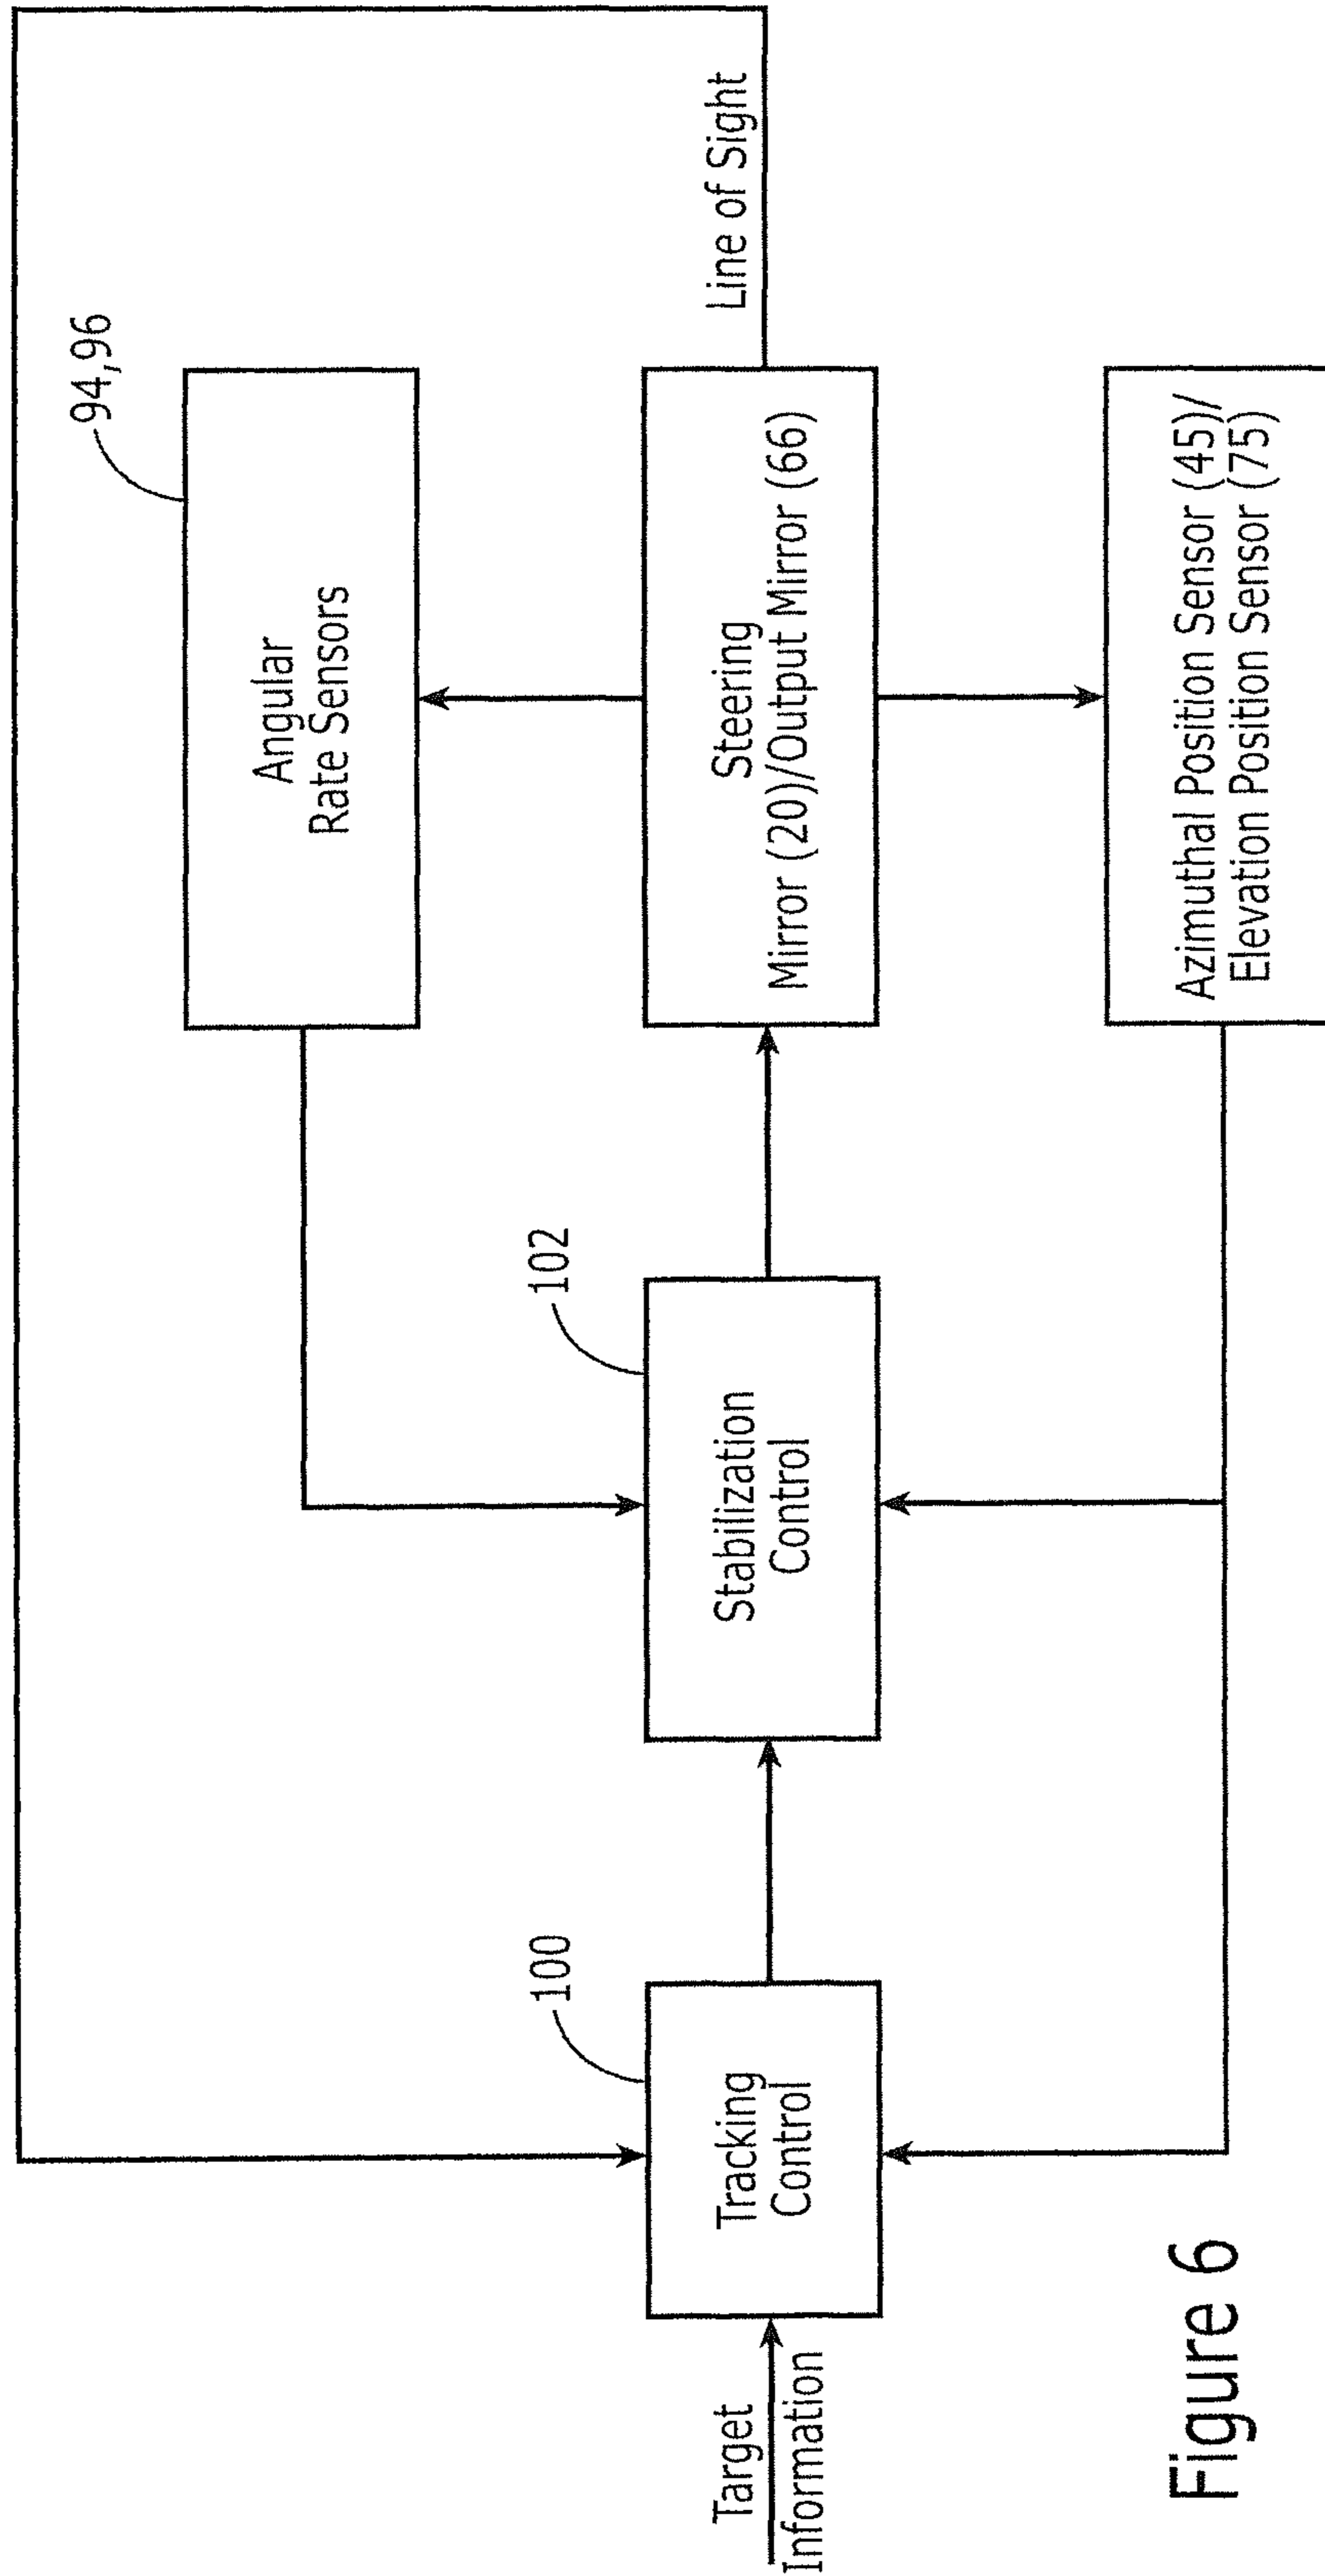 94,96
Angular
Rate Sensors
Line of Sight
102
100
Target
Information
Tracking
Control
Stabilization
Control
Steering
Mirror (20)/Output Mirror (66)
Azimuthal Position Sensor (45)/
Elevation Position Sensor (75)
Figure 6